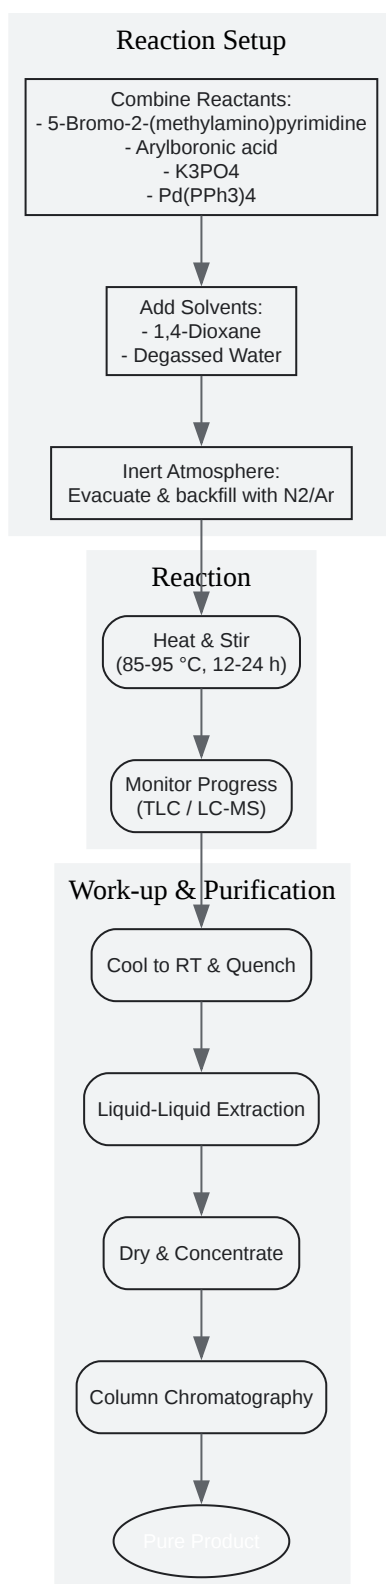 Reaction Setup
Combine Reactants:
- 5-Bromo-2-(methylamino)pyrimidine
- Arylboronic acid
- K3PO4
- Pd(PPh3)4
Add Solvents:
- 1,4-Dioxane
- Degassed Water
Inert Atmosphere:
Evacuate & backfill with N2/Ar
Reaction
Heat & Stir
(85-95 °C, 12-24 h)
Monitor Progress
(TLC / LC-MS)
Work-up & Purification
Cool to RT & Quench
Liquid-Liquid Extraction
Dry & Concentrate
Column Chromatography
Pure Product